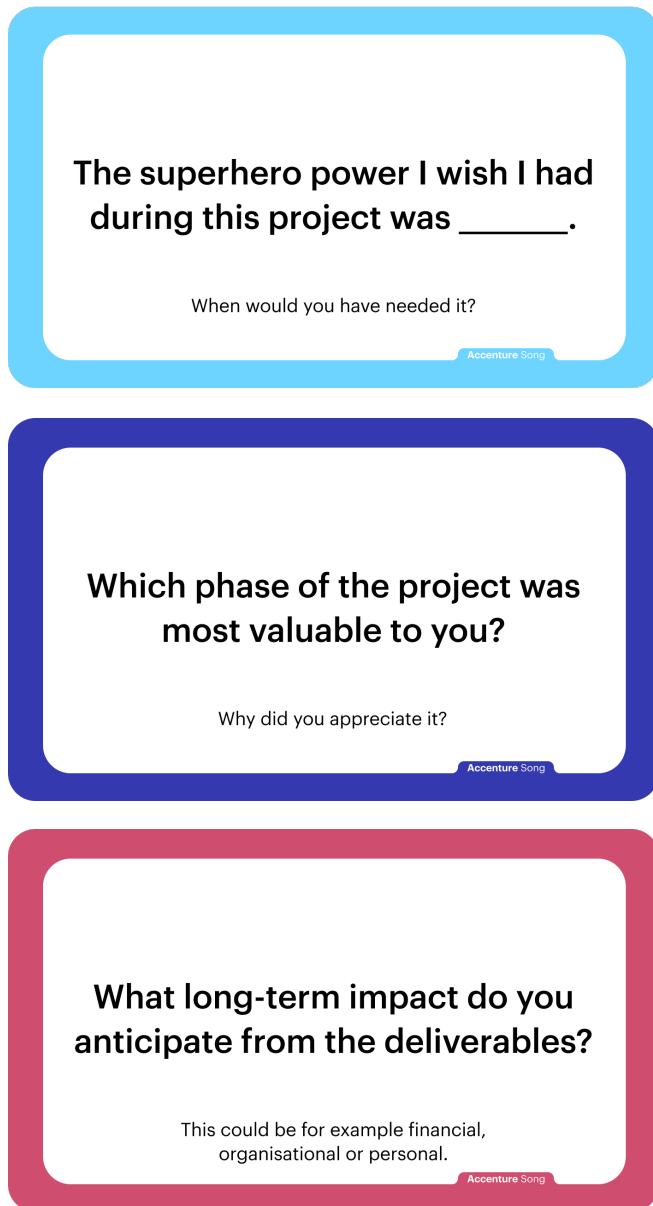 The superhero power I wish I had
during this project was _______.
When would you have needed it?
Accenture Song
Which phase of the project was
most valuable to you?
Why did you appreciate it?
Accenture Song
What long-term impact do you
anticipate from the deliverables?
This could be for example financial,
organisational or personal.
Accenture Song